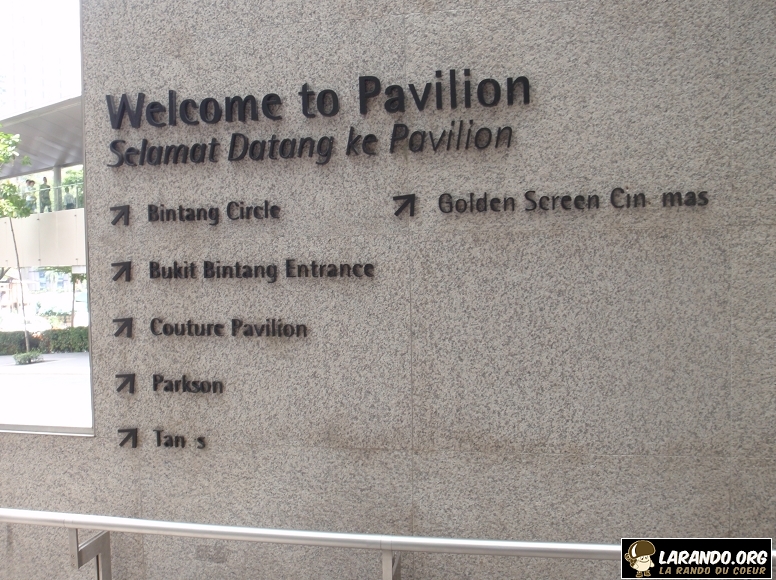 Welcome to Pavilion
Selamat Datang ke Pavilion
Bintang Circle
Bukit Bintang Entrance
Couture Pavilion
Parkson
Tan s
Golden Screen Cin mas
LARANDO.ORG
LA RANDO DU COEUR